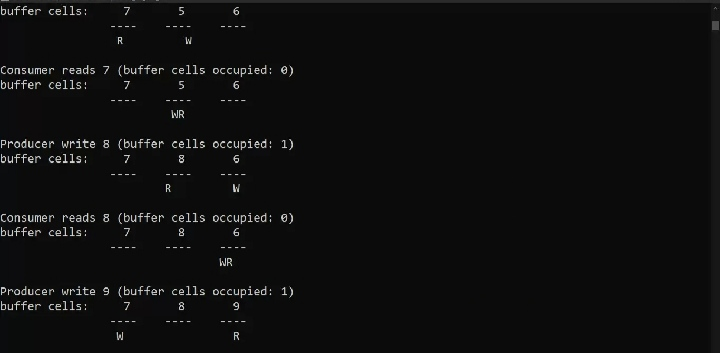 buffer cells:     7       5       6
                 ----    ----    ----
                  R         W
Consumer reads 7 (buffer cells occupied: 0)
buffer cells:     7       5       6
                 ----    ----    ----
                          WR
Producer write 8 (buffer cells occupied: 1)
buffer cells:     7       8       6
                 ----    ----    ----
                         R         W
Consumer reads 8 (buffer cells occupied: 0)
buffer cells:     7       8       6
                 ----    ----    ----
                                 WR
Producer write 9 (buffer cells occupied: 1)
buffer cells:     7       8       9
                 ----    ----    ----
                  W                R